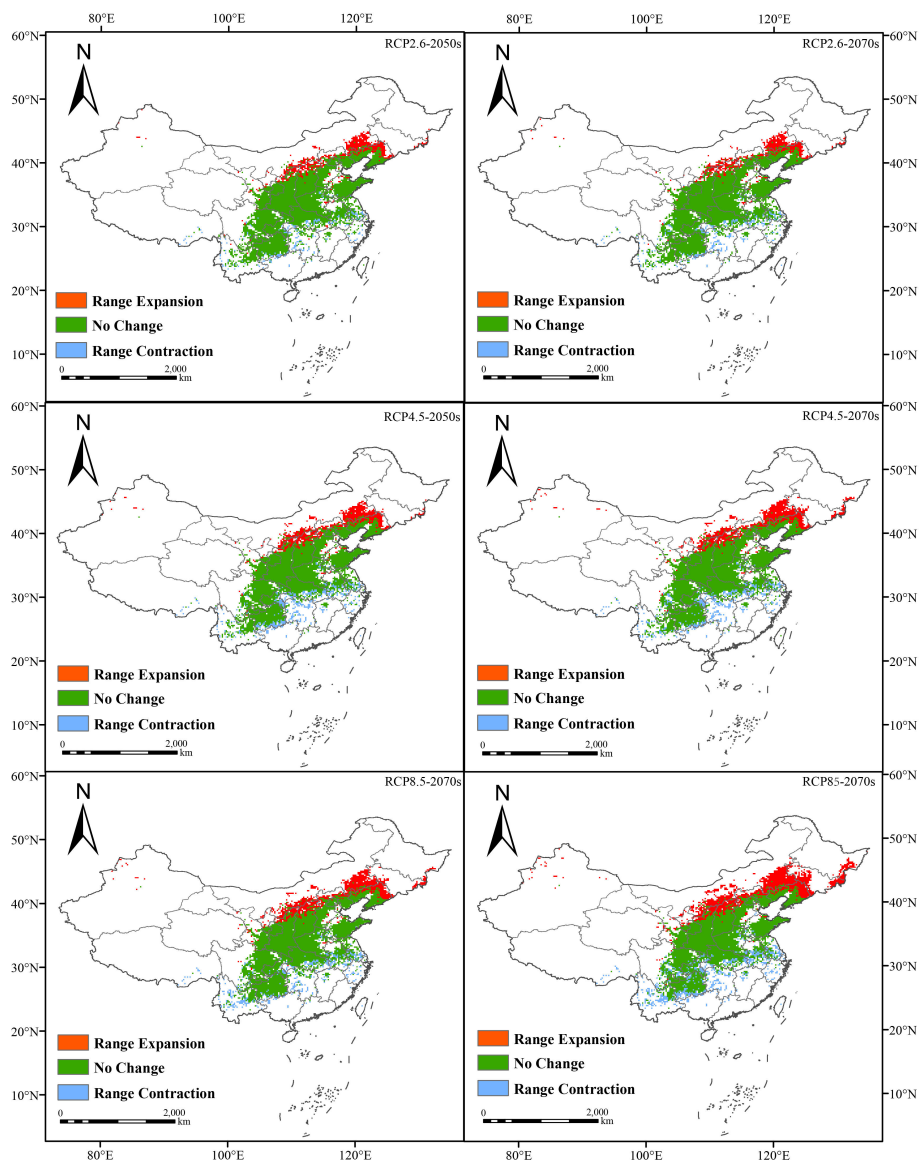 80°E 100°E 120°E 80°E 100°E 120°E
60°N RCP2.6-2050s RCP2.6-2070s 60°N
N N
50°N 50°N
40°N 40°N
30°N 30°N
20°N 20°N
Range Expansion Range Expansion
No Change No Change
10°N Range Contraction Range Contraction 10°N
0 2,000 0 2,000
km km
60°N RCP4.5-2050s RCP4.5-2070s 60°N
N N
50°N 50°N
40°N 40°N
30°N 30°N
20°N 20°N
Range Expansion Range Expansion
No Change No Change
10°N Range Contraction Range Contraction 10°N
0 2,000 0 2,000
km km
60°N RCP8.5-2070s RCP85-2070s 60°N
N N
50°N 50°N
40°N 40°N
30°N 30°N
20°N 20°N
Range Expansion Range Expansion
No Change No Change
10°N Range Contraction Range Contraction 10°N
0 2,000 0 2,000
km km
80°E 100°E 120°E 80°E 100°E 120°E